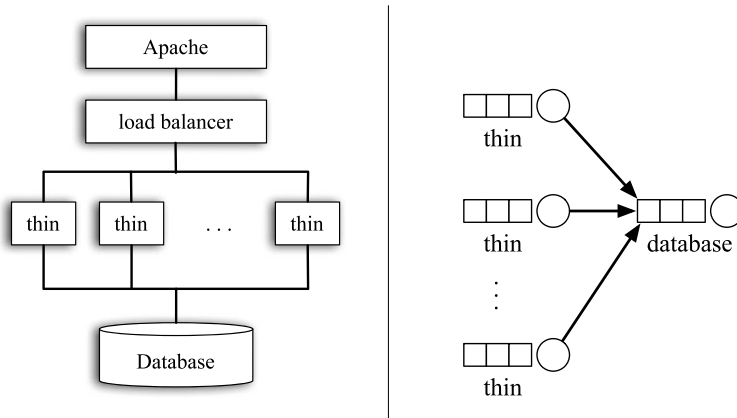 Apache
load balancer
thin
thin
. . .
thin
Database
thin
thin
database
.
.
.
thin